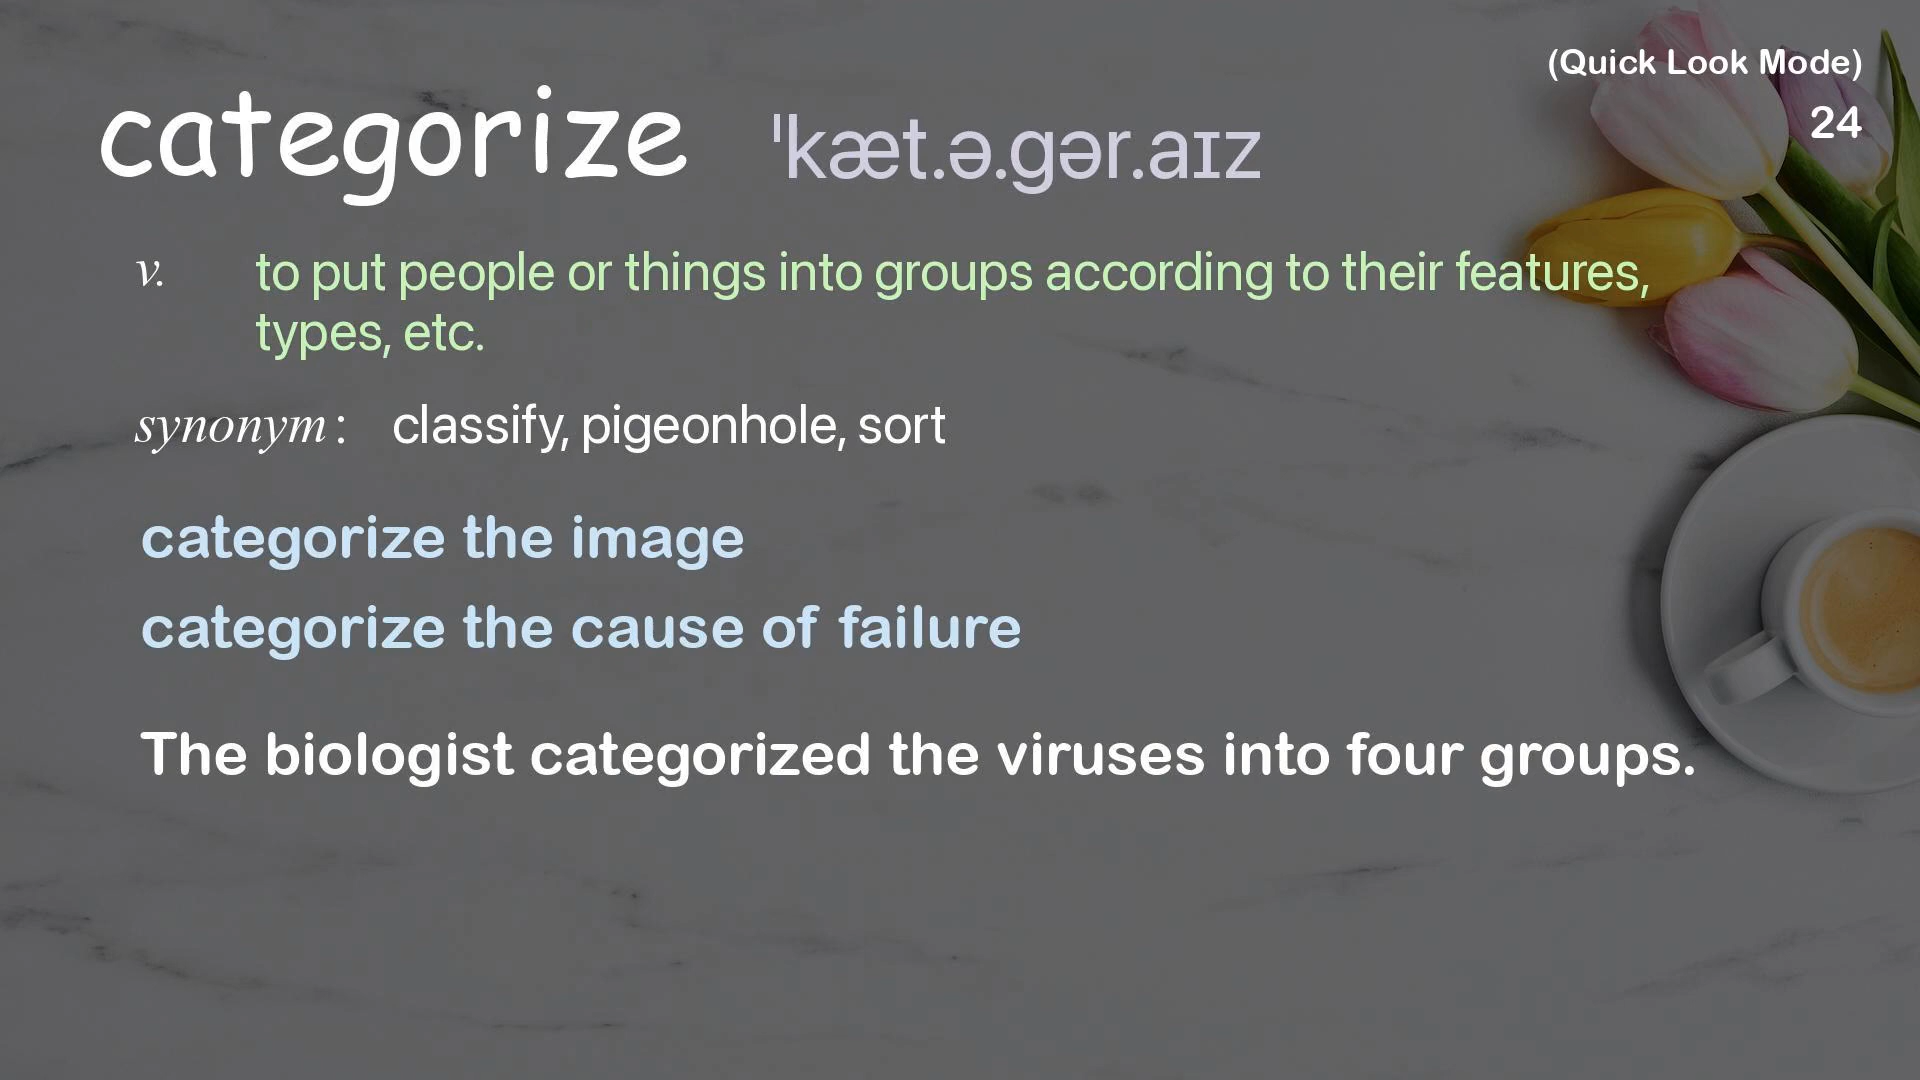 (Quick Look Mode)
24
categorize ˈkæt.ə.gər.aɪz
v. to put people or things into groups according to their features,
types, etc.
synonym: classify, pigeonhole, sort
categorize the image
categorize the cause of failure
The biologist categorized the viruses into four groups.